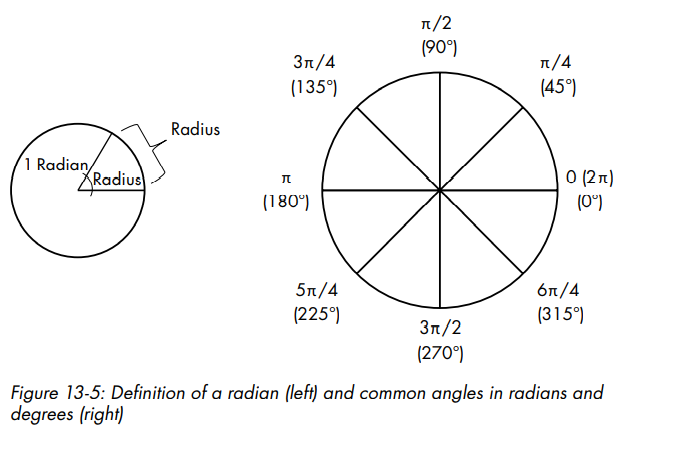 π/2
(90°)
3π/4
(135°)
π/4
(45°)
Radius
1 Radian
Radius
π
(180°)
0 (2π)
(0°)
5π/4
(225°)
6π/4
(315°)
3π/2
(270°)
Figure 13-5: Definition of a radian (left) and common angles in radians and
degrees (right)